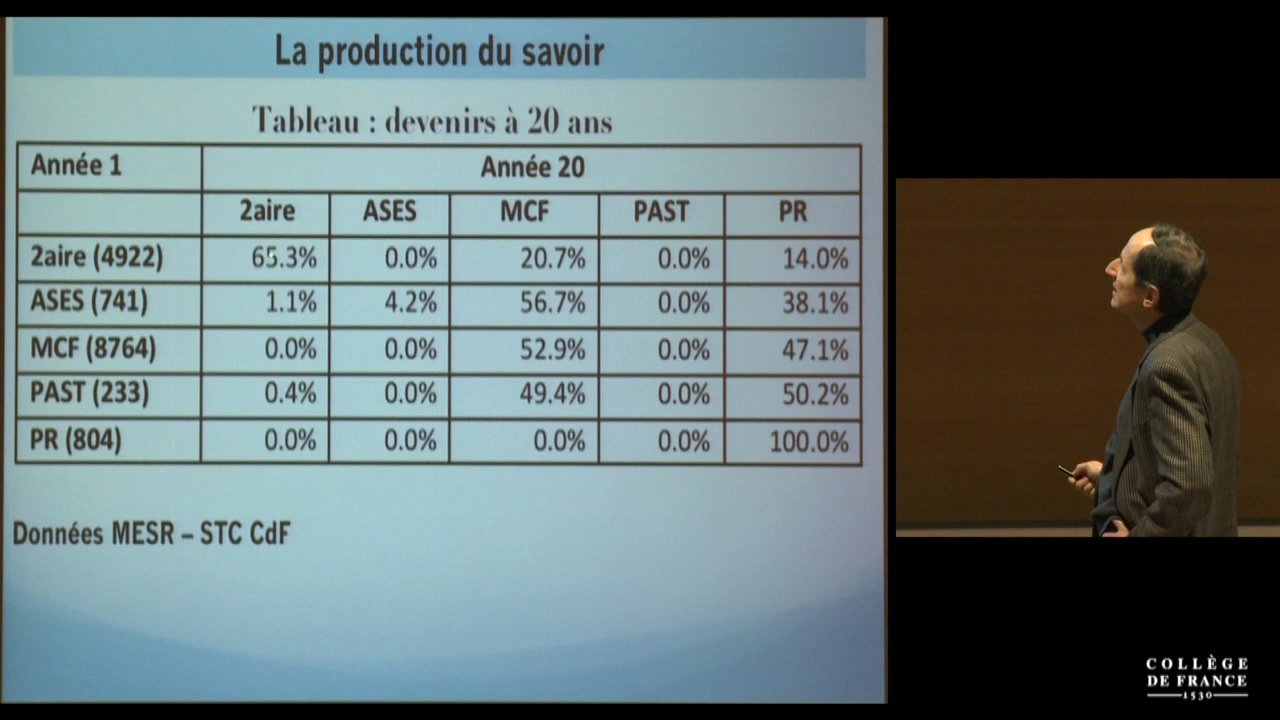 La production du savoir
Tableau : devenirs à 20 ans
Année 1 Année 20
2aire ASES MCF PAST PR
2aire (4922) 65.3% 0.0% 20.7% 0.0% 14.0%
ASES (741) 1.1% 4.2% 56.7% 0.0% 38.1%
MCF (8764) 0.0% 0.0% 52.9% 0.0% 47.1%
PAST (233) 0.4% 0.0% 49.4% 0.0% 50.2%
PR (804) 0.0% 0.0% 0.0% 0.0% 100.0%
Données MESR – STC CdF
COLLÈGE
DE FRANCE
1530